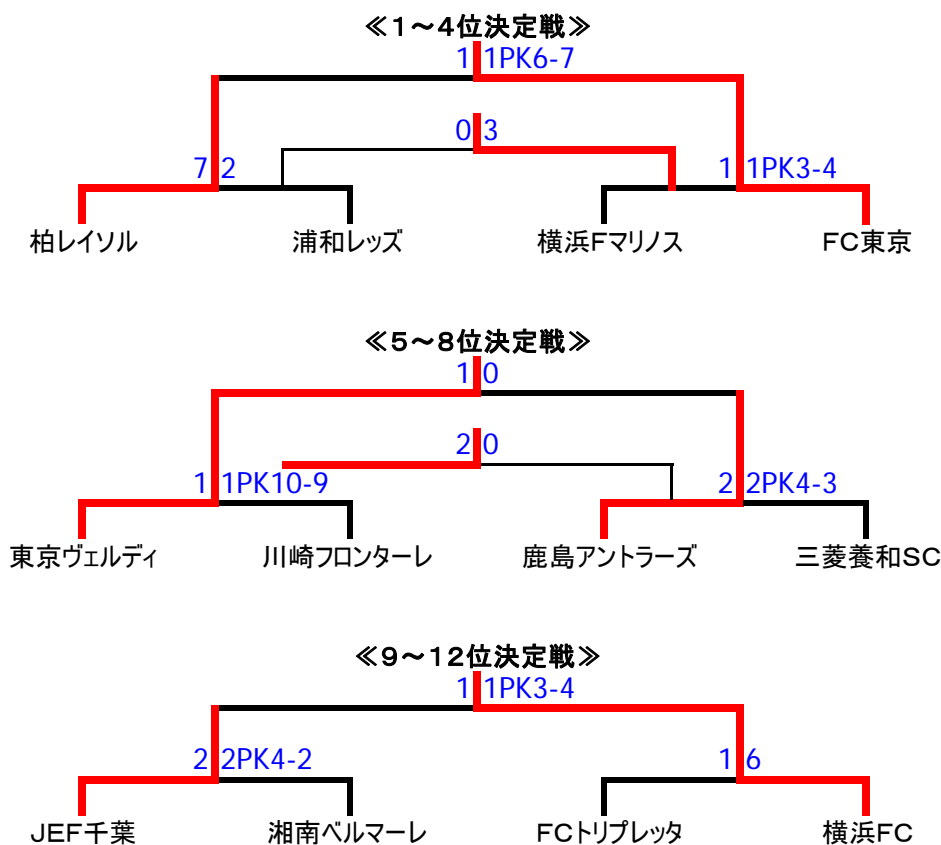 ≪1～4位決定戦≫
1 1PK6-7
0 3
7 2
1 1PK3-4
柏レイソル 浦和レッズ 横浜Fマリノス FC東京
≪5～8位決定戦≫
1 0
2 0
1 1PK10-9
2 2PK4-3
東京ヴェルディ 川崎フロンターレ 鹿島アントラーズ 三菱養和SC
≪9～12位決定戦≫
1 1PK3-4
2 2PK4-2
1 6
JEF千葉 湘南ベルマーレ FCトリプレッタ 横浜FC